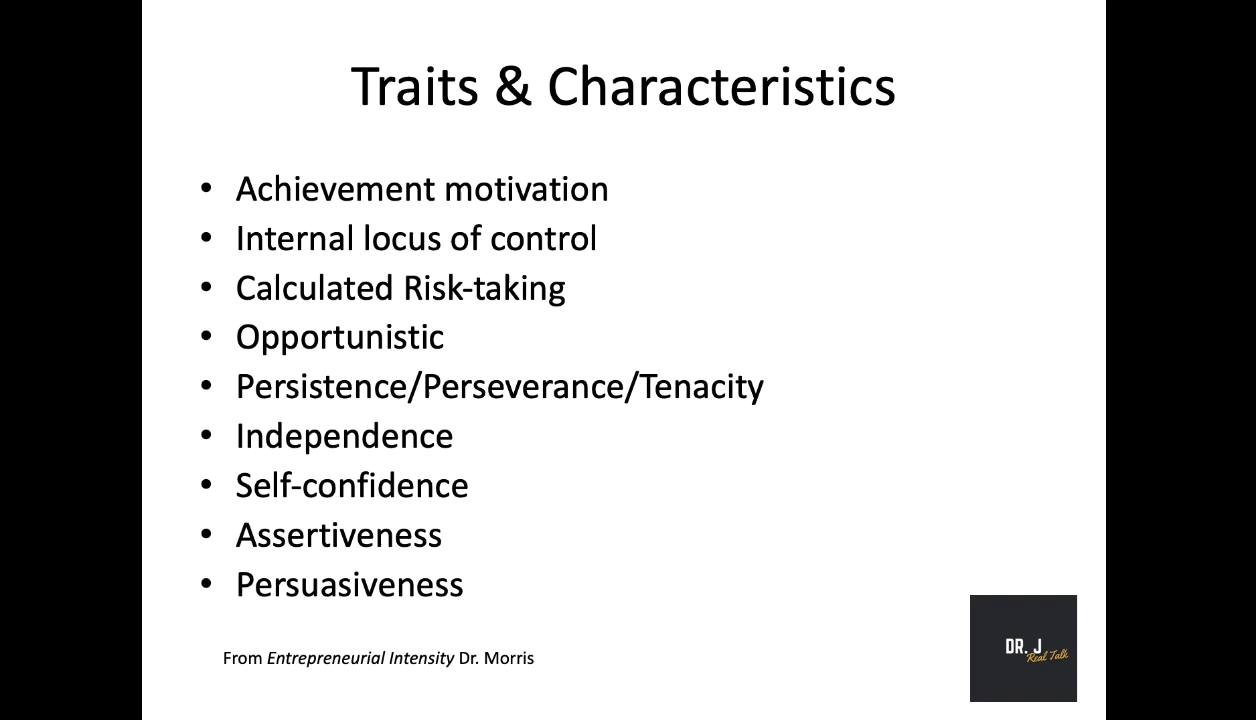 Traits & Characteristics
• Achievement motivation
• Internal locus of control
• Calculated Risk-taking
• Opportunistic
• Persistence/Perseverance/Tenacity
• Independence
• Self-confidence
• Assertiveness
• Persuasiveness
From Entrepreneurial Intensity Dr. Morris
DR. J
Real Talk